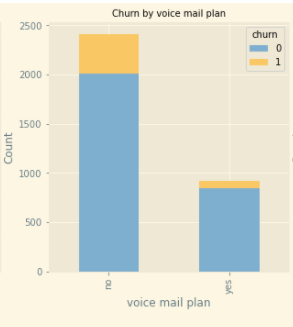 Churn by voice mail plan
churn
0
1
2500
2000
1500
1000
500
0
Count
no
yes
voice mail plan